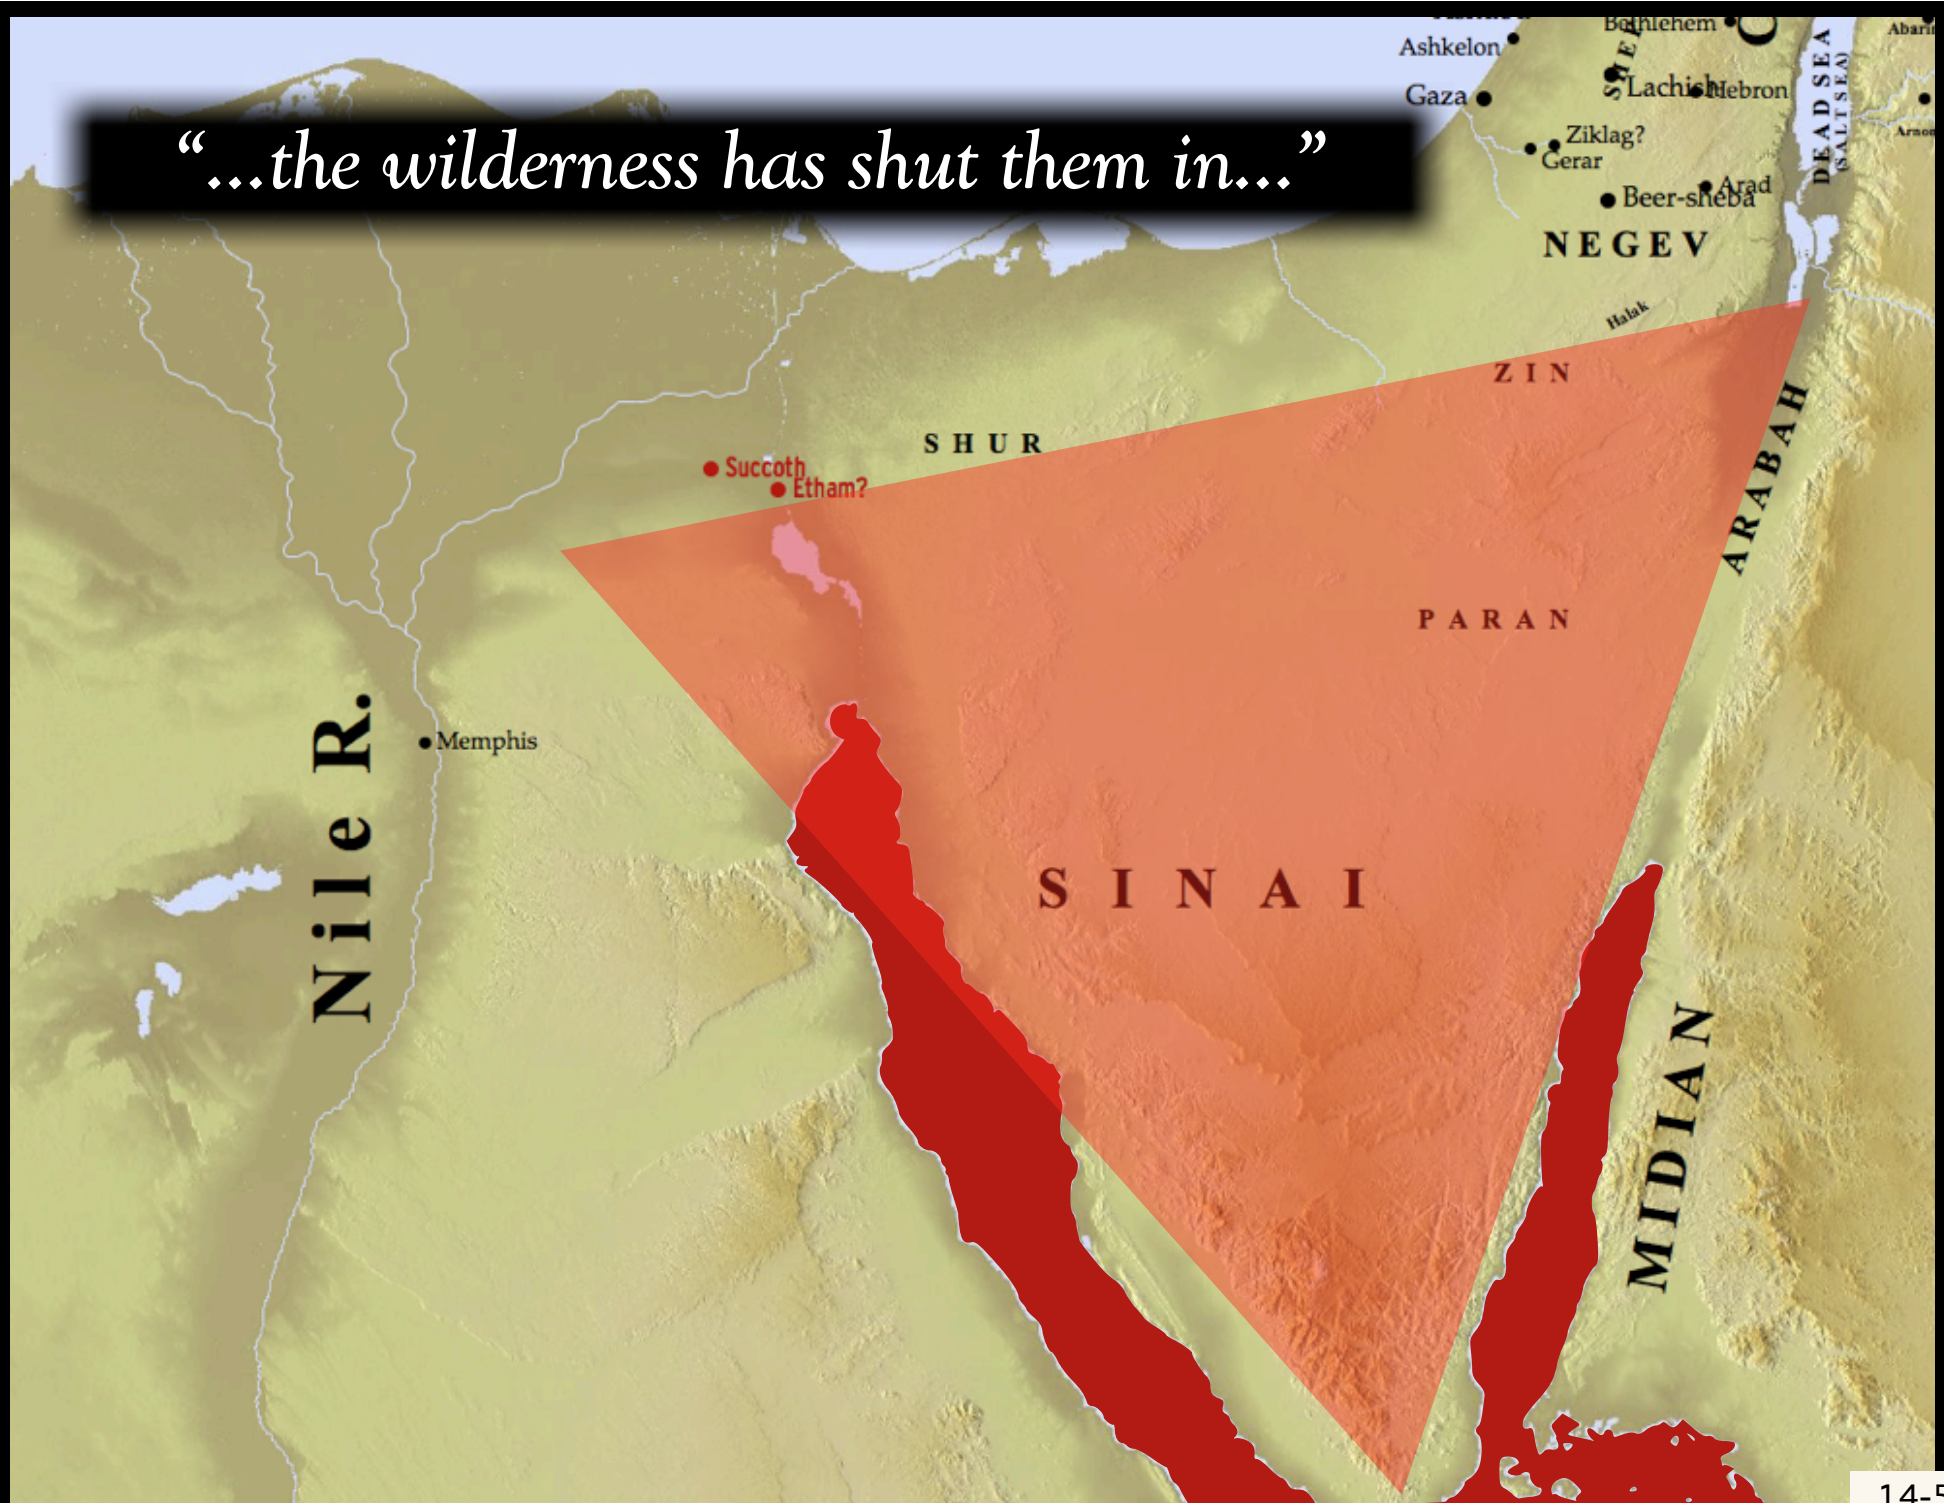 “...the wilderness has shut them in...”
Bethlehem
Ashkelon
Lachish
Hebron
Gaza
Ziklag?
Gerar
Arad
Beer-sheba
NEGEV
DEAD SEA
(SALT SEA)
Halak
ZIN
SHUR
Succoth
Etham?
ARABAH
PARAN
Nile R.
Memphis
SINAI
MIDIAN